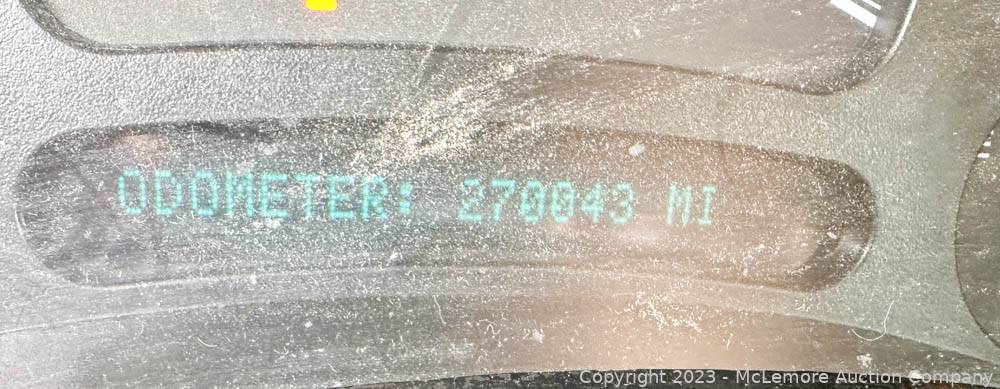 ODOMETER: 270043 MI
Copyright 2023 - McLemore Auction Company